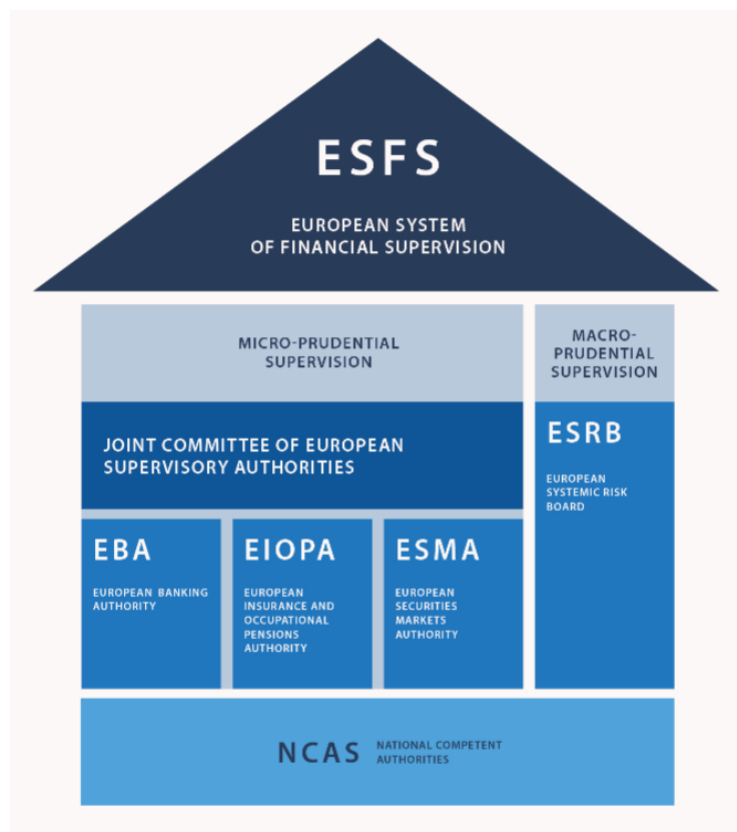 ESFS
EUROPEAN SYSTEM
OF FINANCIAL SUPERVISION
MICRO-PRUDENTIAL
SUPERVISION
MACRO-
PRUDENTIAL
SUPERVISION
JOINT COMMITTEE OF EUROPEAN
SUPERVISORY AUTHORITIES
ESRB
EUROPEAN
SYSTEMIC RISK
BOARD
EBA
EUROPEAN BANKING
AUTHORITY
EIOPA
EUROPEAN
INSURANCE AND
OCCUPATIONAL
PENSIONS
AUTHORITY
ESMA
EUROPEAN
SECURITIES
MARKETS
AUTHORITY
NCAS
NATIONAL COMPETENT
AUTHORITIES